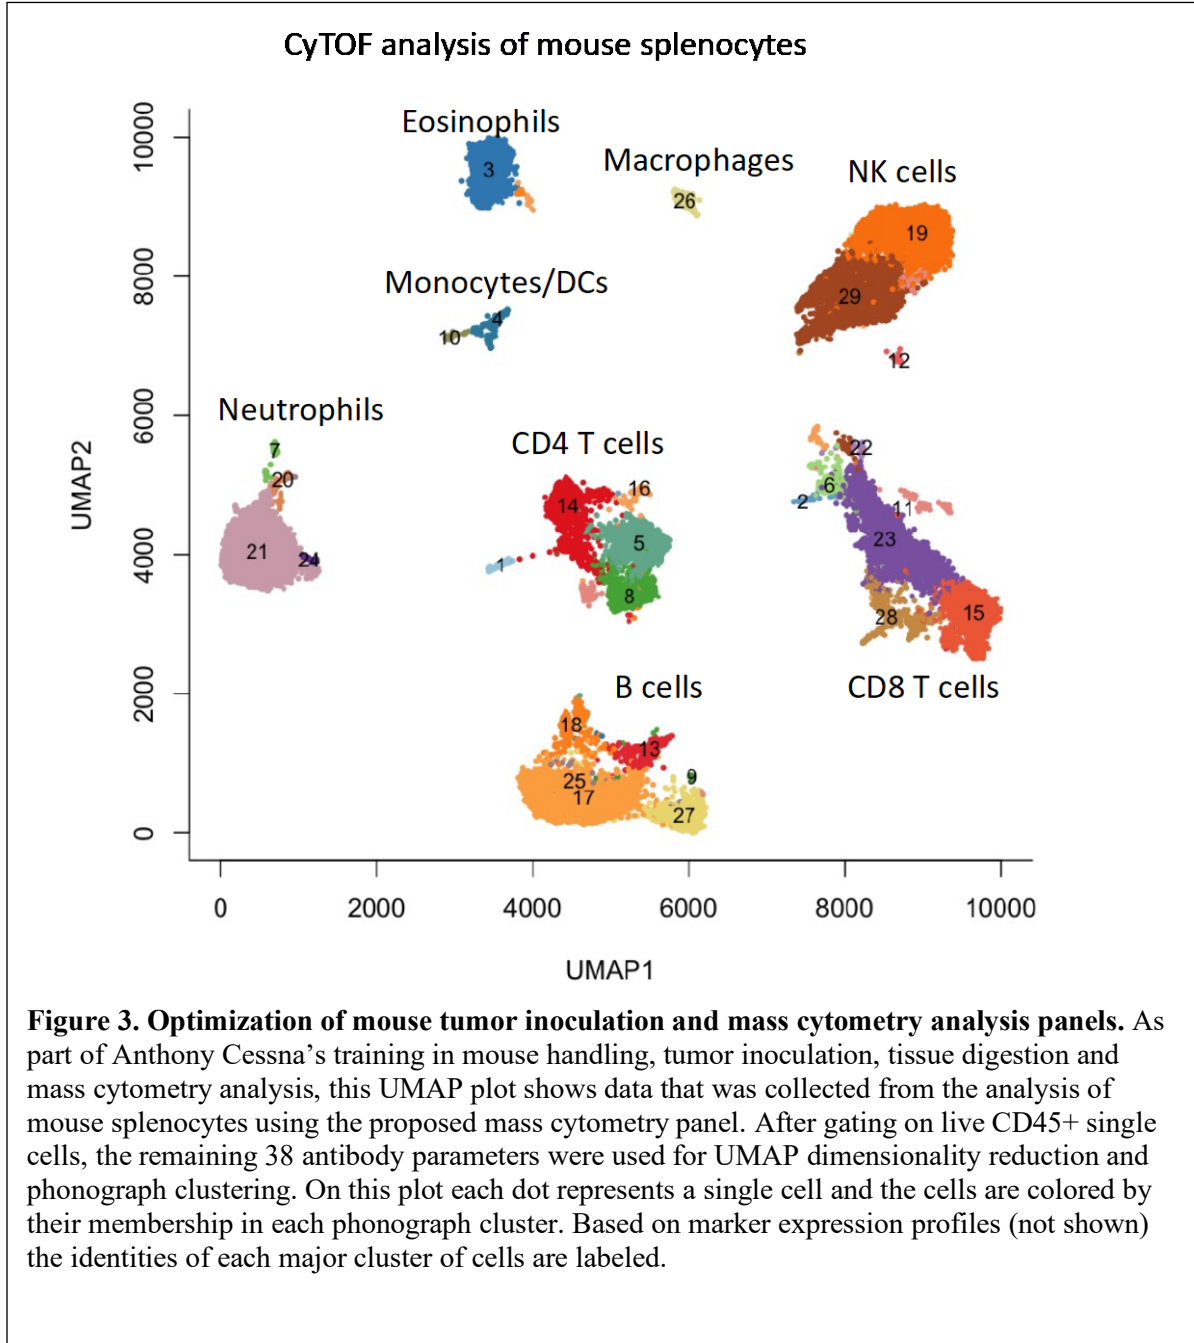 CyTOF analysis of mouse splenocytes
Eosinophils
Macrophages
NK cells
3
26
19
29
12
Monocytes/DCs
4
10
Neutrophils
7
20
21
24
CD4 T cells
14
16
5
1
8
22
6
2
11
23
28
15
CD8 T cells
B cells
18
13
25
17
9
27
10000
8000
6000
4000
2000
0
UMAP2
0 2000 4000 6000 8000 10000
UMAP1
Figure 3. Optimization of mouse tumor inoculation and mass cytometry analysis panels. As
part of Anthony Cessna’s training in mouse handling, tumor inoculation, tissue digestion and
mass cytometry analysis, this UMAP plot shows data that was collected from the analysis of
mouse splenocytes using the proposed mass cytometry panel. After gating on live CD45+ single
cells, the remaining 38 antibody parameters were used for UMAP dimensionality reduction and
phonograph clustering. On this plot each dot represents a single cell and the cells are colored by
their membership in each phonograph cluster. Based on marker expression profiles (not shown)
the identities of each major cluster of cells are labeled.